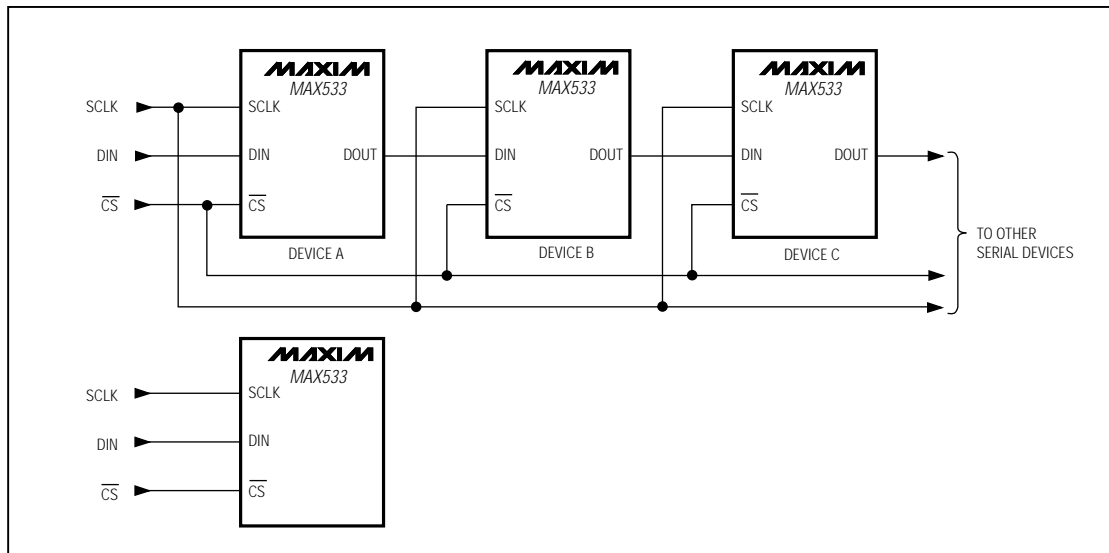 MAXIM
MAX533
SCLK
SCLK
DIN
DIN
DOUT
CS
CS
DEVICE A
MAXIM
MAX533
SCLK
DIN
DOUT
CS
DEVICE B
MAXIM
MAX533
SCLK
DIN
DOUT
CS
DEVICE C
TO OTHER
SERIAL DEVICES
MAXIM
MAX533
SCLK
SCLK
DIN
DIN
CS
CS